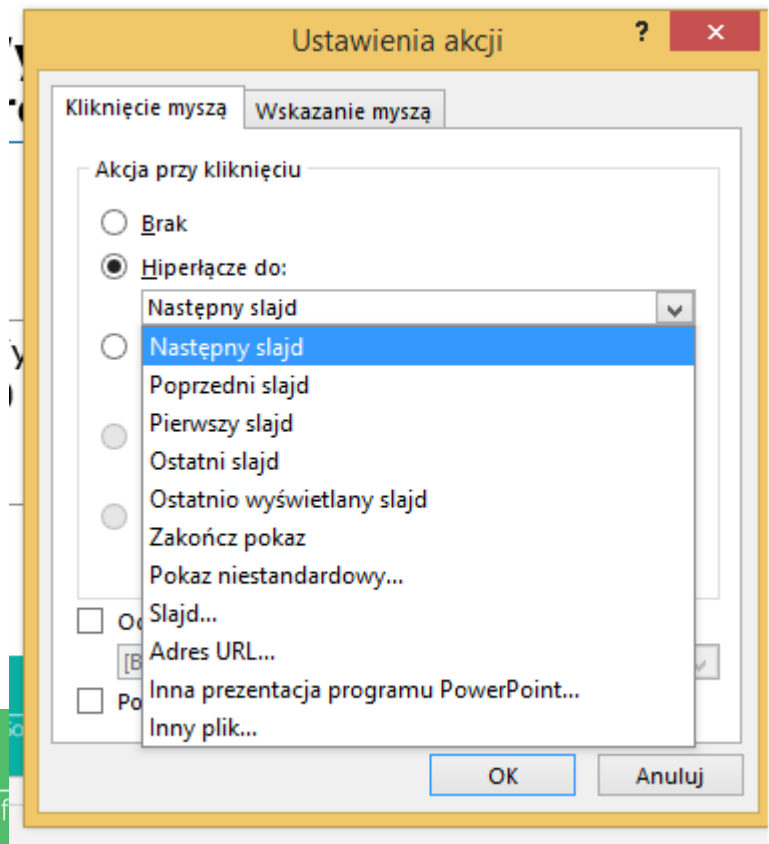 Ustawienia akcji
?
Kliknięcie myszą
Wskazanie myszą
Akcja przy kliknięciu
Brak
Hiperłącze do:
Następny slajd
Następny slajd
Poprzedni slajd
Pierwszy slajd
Ostatni slajd
Ostatnio wyświetlany slajd
Zakończ pokaz
Pokaz niestandardowy...
Slajd...
Adres URL...
Inna prezentacja programu PowerPoint...
Inny plik...
OK
Anuluj